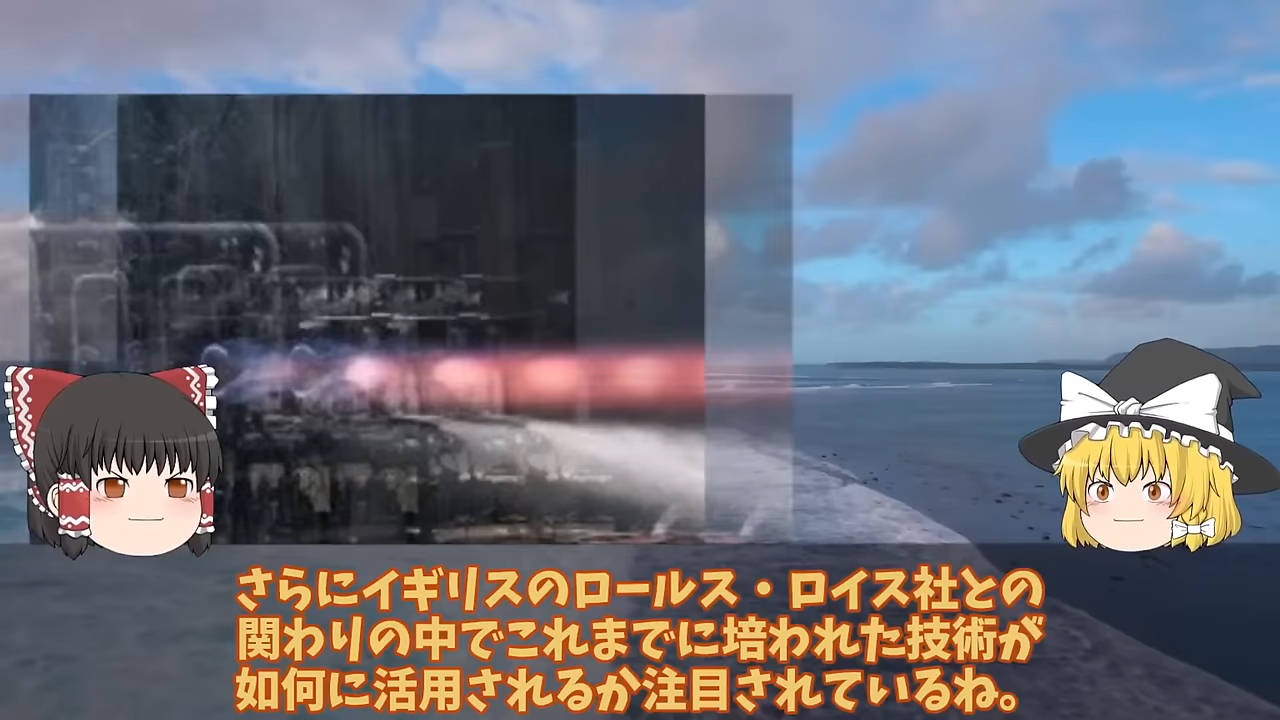 さらにイギリスのロールス・ロイス社との
関わりの中でこれまでに培われた技術が
如何に活用されるか注目されているね。